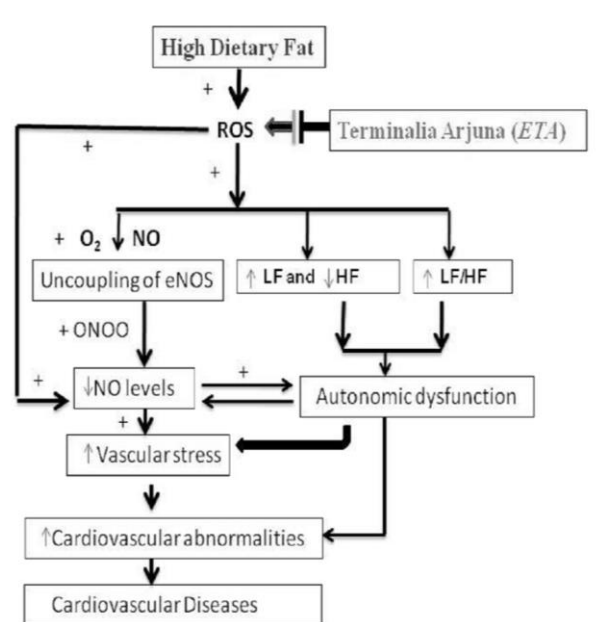 High Dietary Fat
+
ROS
Terminalia Arjuna (ETA)
+
+
+ O₂ NO
Uncoupling of eNOS
↑ LF and ↓HF
↑ LF/HF
+ ONOO
+
↓NO levels
+
Autonomic dysfunction
+
↑Vascular stress
↑Cardiovascular abnormalities
Cardiovascular Diseases